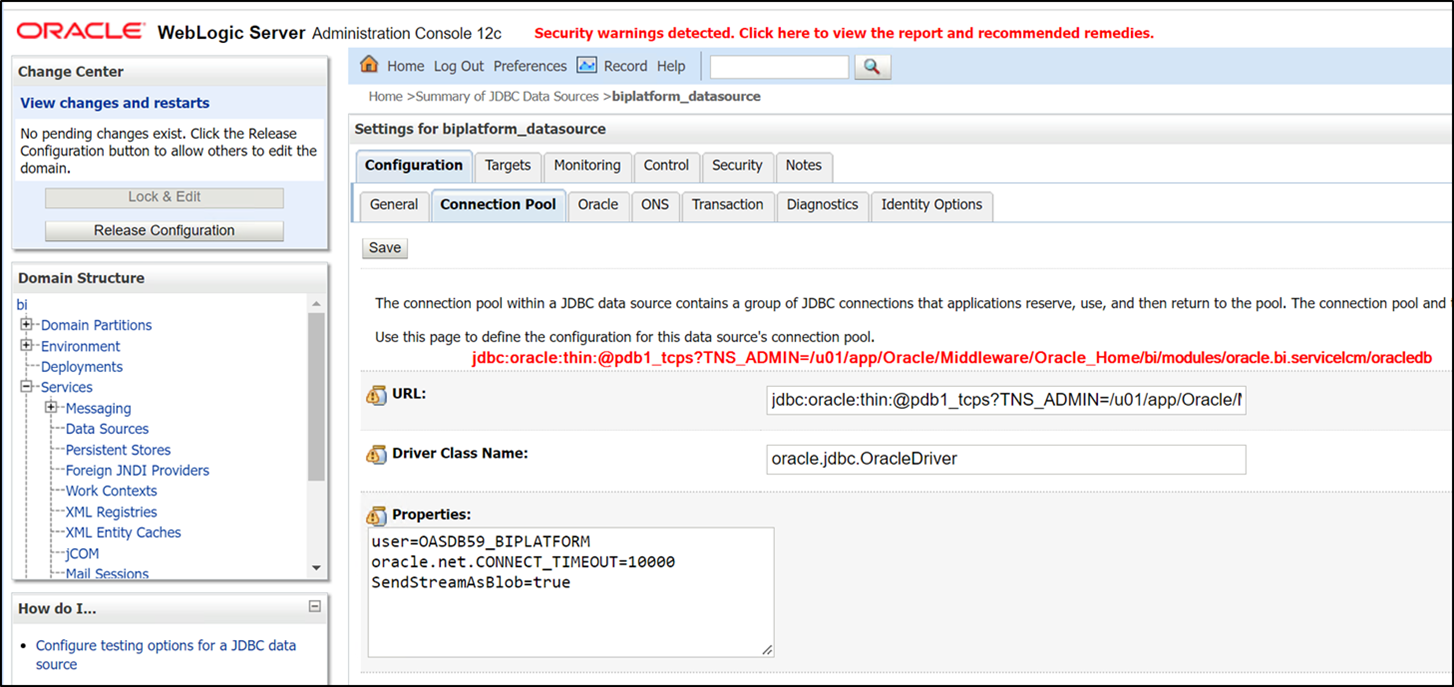 ORACLE WebLogic Server Administration Console 12c
Security warnings detected. Click here to view the report and recommended remedies.
Change Center
View changes and restarts
No pending changes exist. Click the Release
Configuration button to allow others to edit the
domain.
Lock & Edit
Release Configuration
Domain Structure
bi
Domain Partitions
Environment
Deployments
Services
Messaging
Data Sources
Persistent Stores
Foreign JNDI Providers
Work Contexts
XML Registries
XML Entity Caches
jCOM
Mail Sessions
How do I...
Configure testing options for a JDBC data
source
Home Log Out Preferences Record Help
Home >Summary of JDBC Data Sources >biplatform_datasource
Settings for biplatform_datasource
Configuration Targets Monitoring Control Security Notes
General Connection Pool Oracle ONS Transaction Diagnostics Identity Options
Save
The connection pool within a JDBC data source contains a group of JDBC connections that applications reserve, use, and then return to the pool. The connection pool and
Use this page to define the configuration for this data source's connection pool.
jdbc:oracle:thin:@pdb1_tcps?TNS_ADMIN=/u01/app/Oracle/Middleware/Oracle_Home/bi/modules/oracle.bi.servicelcm/oracledb
URL:
jdbc:oracle:thin:@pdb1_tcps?TNS_ADMIN=/u01/app/Oracle/
Driver Class Name:
oracle.jdbc.OracleDriver
Properties:
user=OASDB59_BIPLATFORM
oracle.net.CONNECT_TIMEOUT=10000
SendStreamAsBlob=true